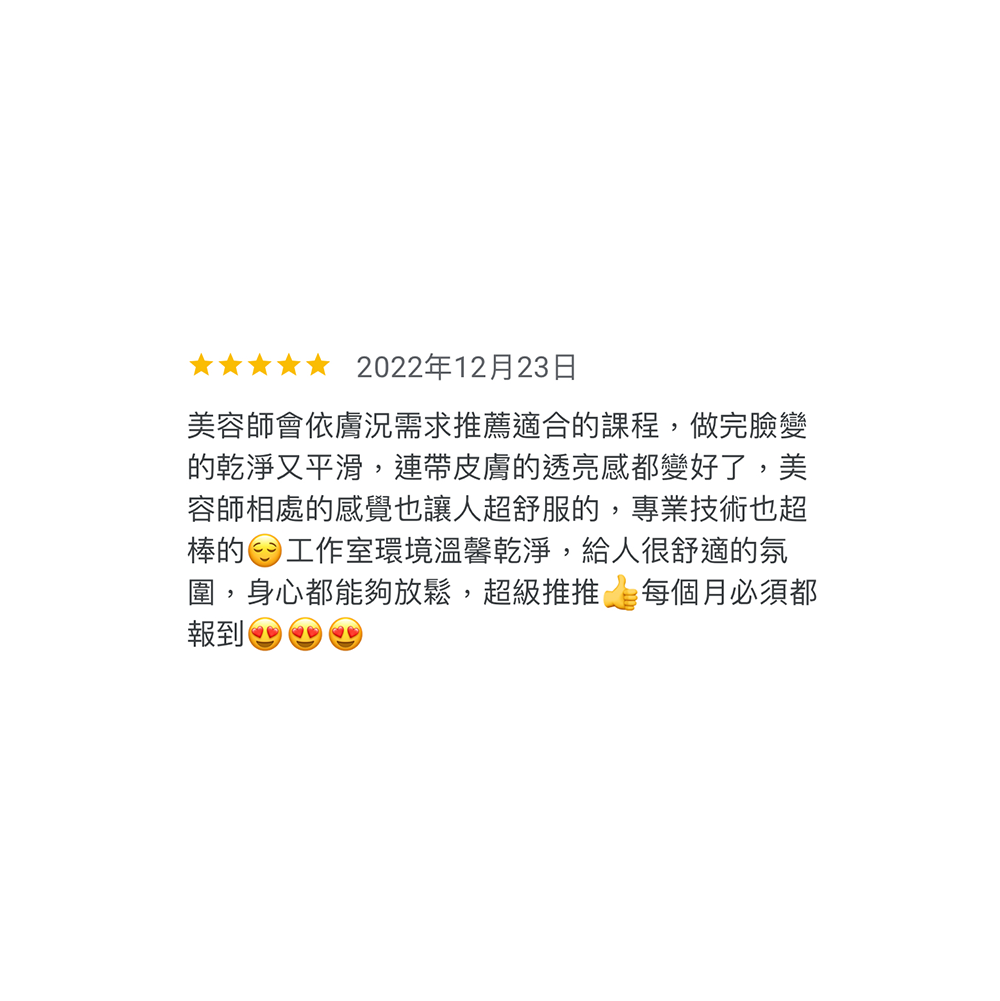 ★★★★★ 2022年12月23日
美容師會依膚況需求推薦適合的課程，做完臉變
的乾淨又平滑，連帶皮膚的透亮感都變好了，美
容師相處的感覺也讓人超舒服的，專業技術也超
棒的😌工作室環境溫馨乾淨，給人很舒適的氛
圍，身心都能夠放鬆，超級推推👍每個月必須都
報到😍😍😍